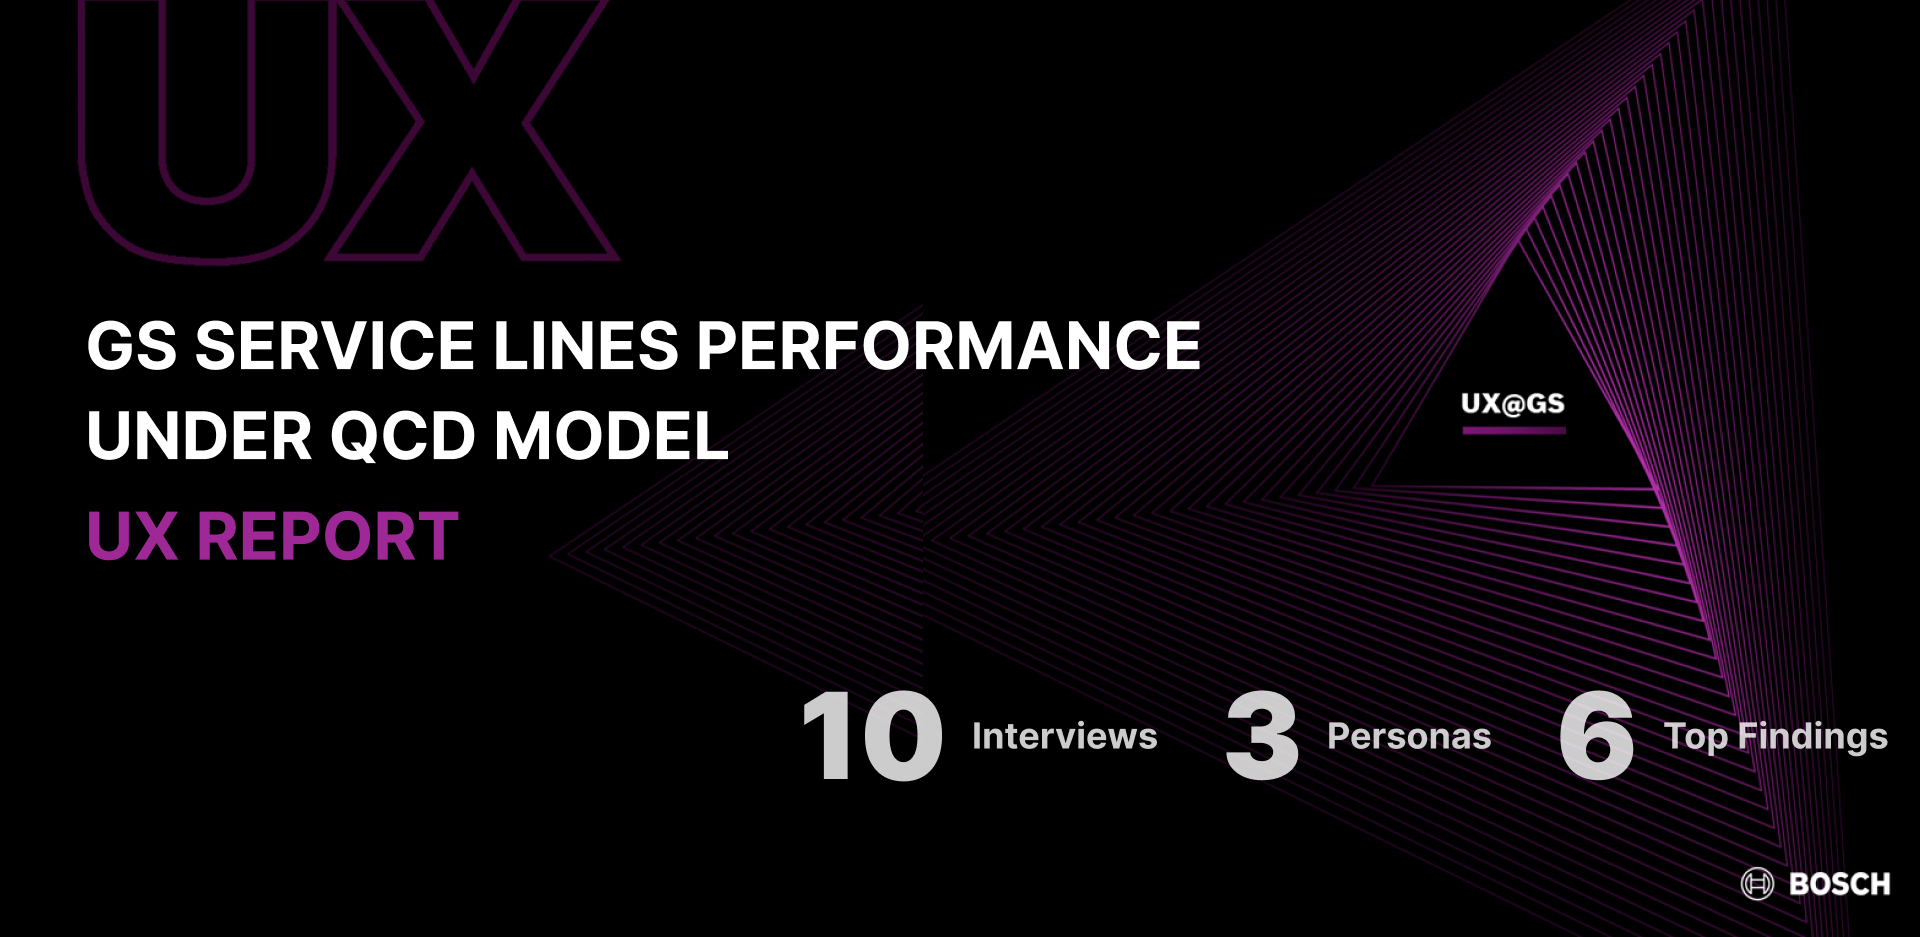 UX
GS SERVICE LINES PERFORMANCE
UNDER QCD MODEL
UX REPORT
UX@GS
10 Interviews 3 Personas 6 Top Findings
BOSCH